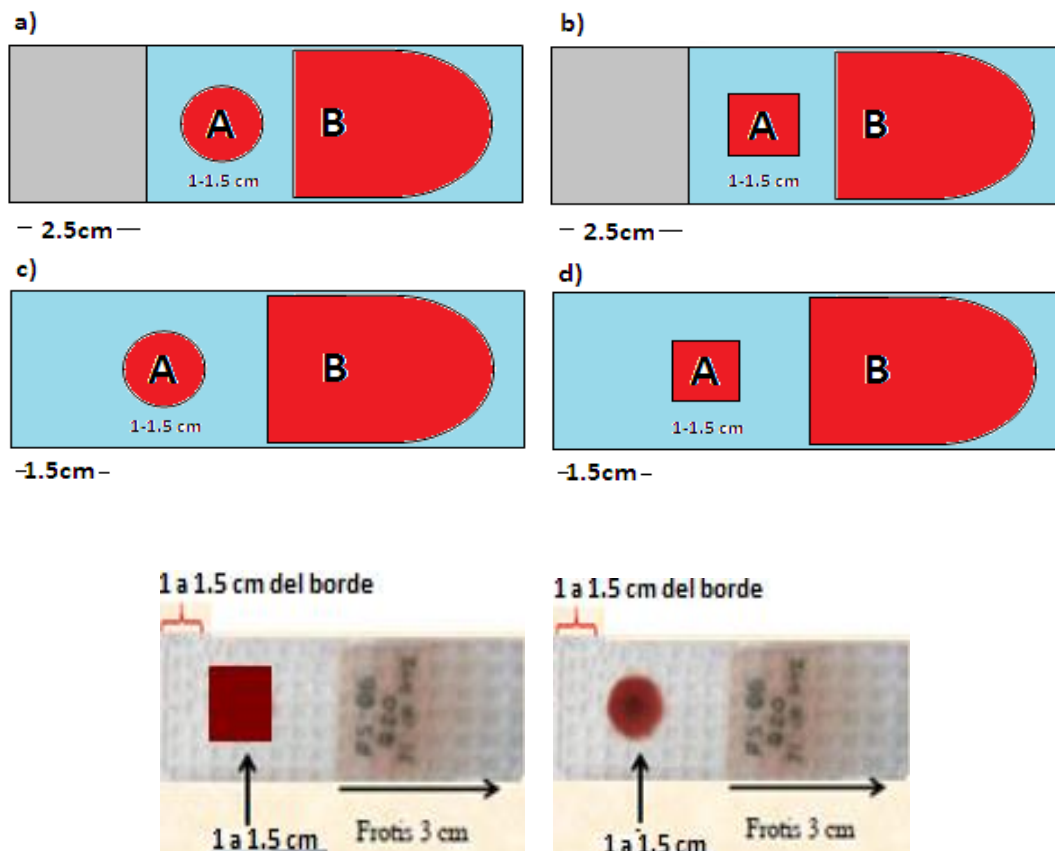 a)
A
B
1-1.5 cm
– 2.5cm —
b)
A
B
1-1.5 cm
– 2.5cm —
c)
A
B
1-1.5 cm
–1.5cm –
d)
A
B
1-1.5 cm
–1.5cm –
1 a 1.5 cm del borde
1 a 1.5 cm
Frotis 3 cm
1 a 1.5 cm del borde
1 a 1.5 cm
Frotis 3 cm